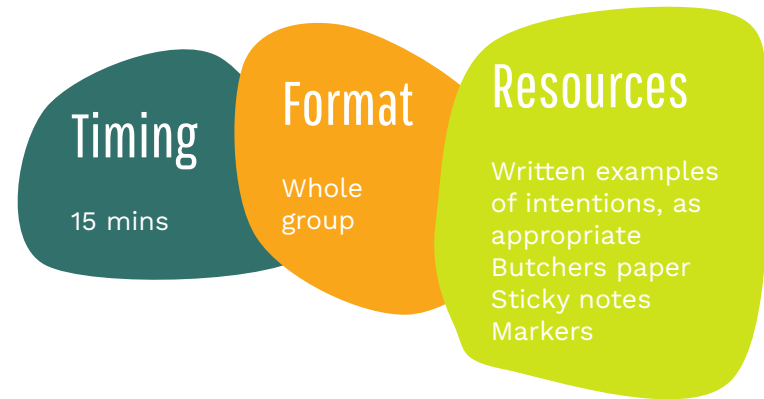 Timing
15 mins
Format
Whole
group
Resources
Written examples
of intentions, as
appropriate
Butchers paper
Sticky notes
Markers